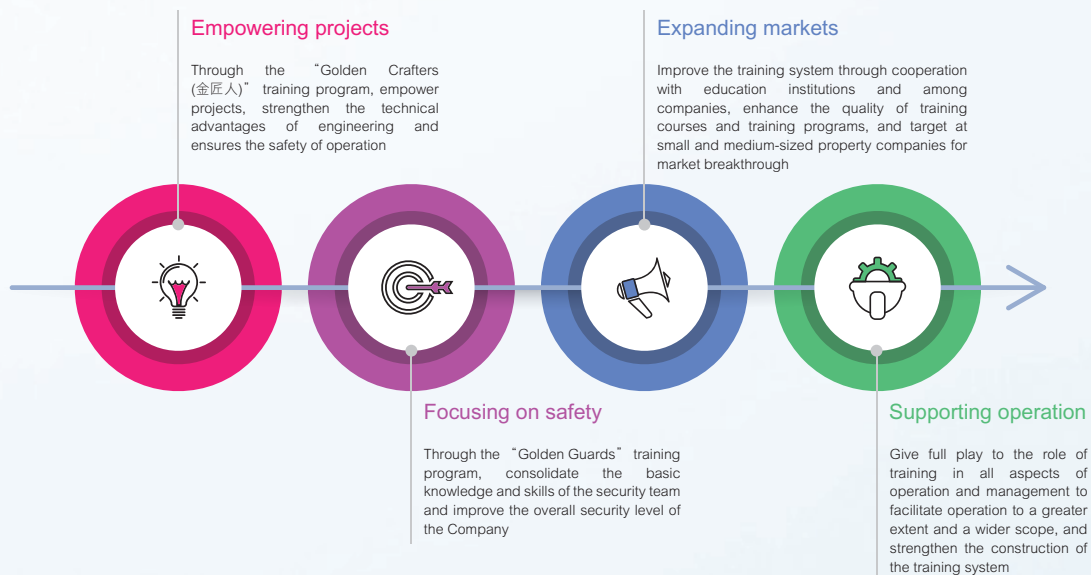 Empowering projects
Through the “Golden Crafters
(金匠人)” training program, empower
projects, strengthen the technical
advantages of engineering and
ensures the safety of operation
Focusing on safety
Through the “Golden Guards” training
program, consolidate the basic
knowledge and skills of the security team
and improve the overall security level of
the Company
Expanding markets
Improve the training system through cooperation
with education institutions and among
companies, enhance the quality of training
courses and training programs, and target at
small and medium-sized property companies for
market breakthrough
Supporting operation
Give full play to the role of
training in all aspects of
operation and management to
facilitate operation to a greater
extent and a wider scope, and
strengthen the construction of
the training system